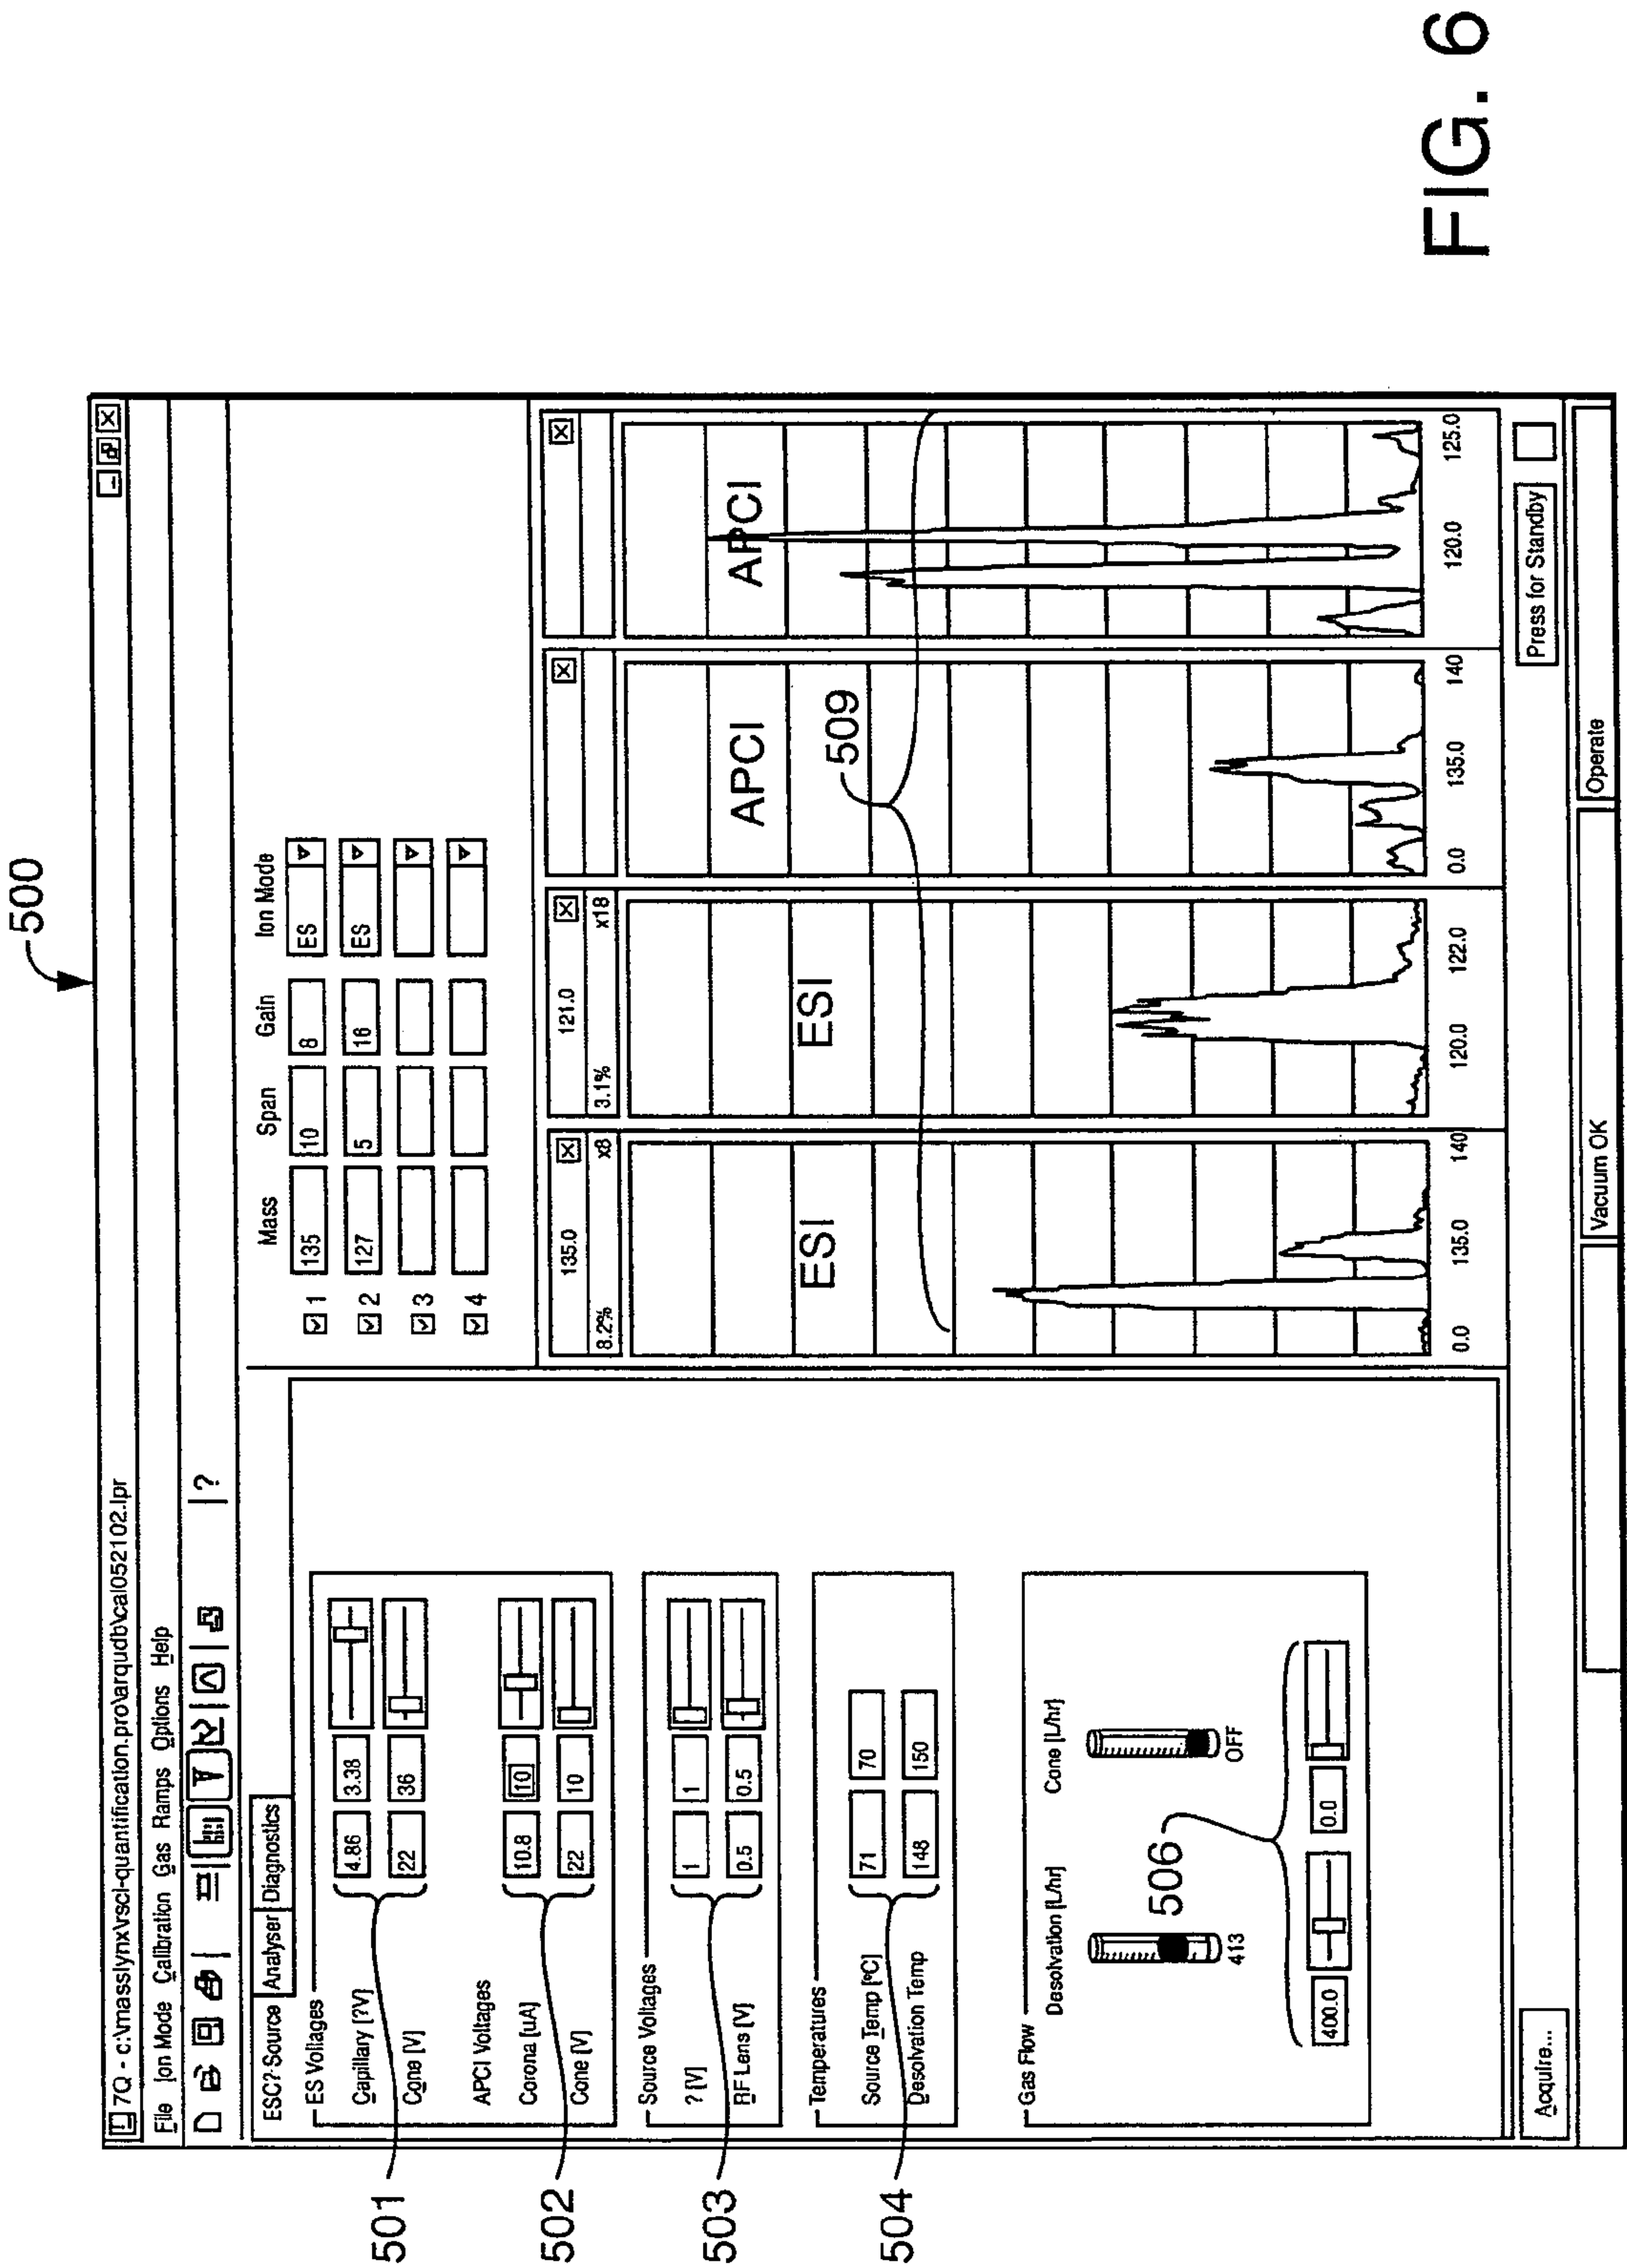 500
7Q - c:\masslynx\rscl-quantification.pro\arqudb\cal052102.lpr
File Ion Mode Calibration Gas Ramps Options Help
?
ESC?·Source Analyser Diagnostics
ES Voltages
Capillary [?V] 4.86 3.38
Cone [V] 22 36
501
APCI Voltages
Corona [uA] 10.8 10
Cone [V] 22 10
502
Source Voltages
? [V] 1 1
RF Lens [V] 0.5 0.5
503
Temperatures
Source Temp [ºC] 71 70
Desolvation Temp 148 150
504
Gas Flow
Desolvation [L/hr] Cone [L/hr]
413 OFF
506
400.0 0.0
Mass Span Gain Ion Mode
1 135 10 8 ES
2 127 5 16 ES
3
4
135.0
8.2% x8
ESI
0.0 135.0 140
121.0
3.1% x18
ESI
120.0 122.0
APCI
0.0 135.0 140
APCI
120.0 125.0
509
Acquire... Press for Standby
Vacuum OK Operate
FIG. 6